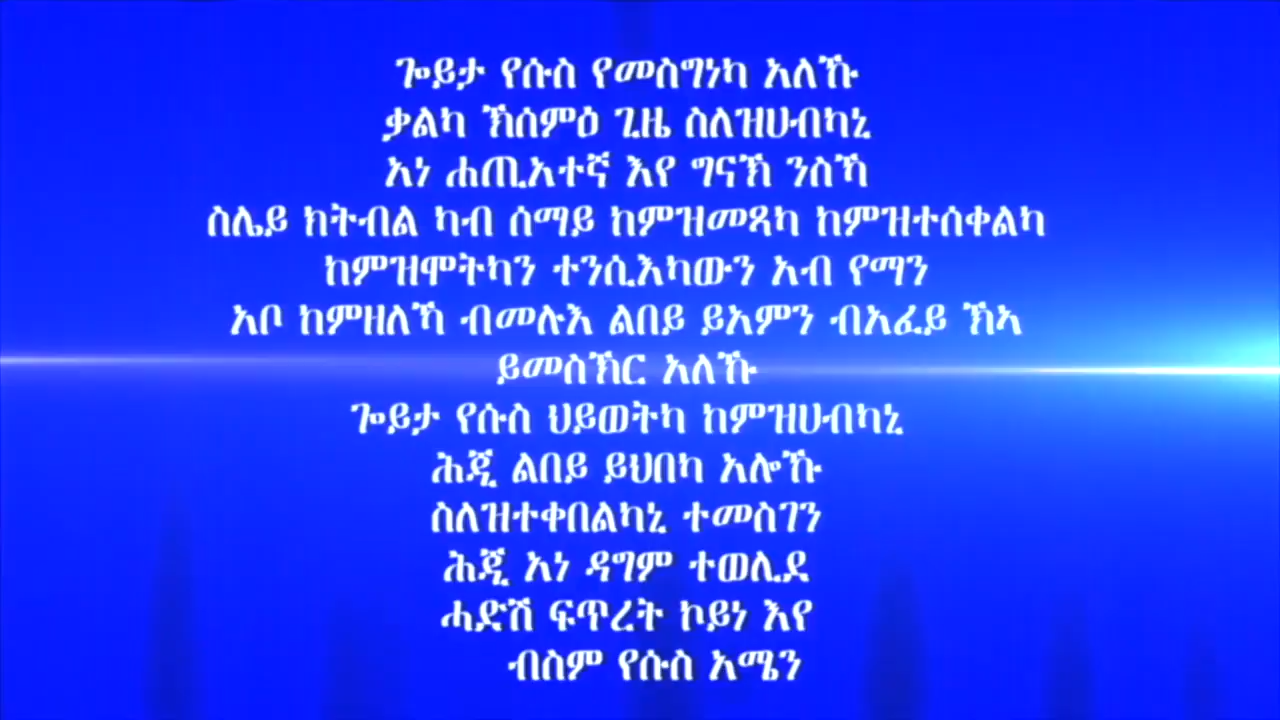 ጐይታ የሱስ የመስግነካ አለኹ
ቃልካ ኽሰምዕ ጊዜ ስለዝሀብካኒ
አነ ሐጢአተኛ እየ ግናኽ ንስኻ
ስሌይ ክትብል ካብ ሰማይ ከምዝመጻካ ከምዝተሰቀልካ
ከምዝሞትካን ተንሲእካውን አብ የማን
አቦ ከምዘለኻ ብመሉእ ልበይ ይአምን ብአፈይ ኽኣ
ይመስኽር አለኹ
ጐይታ የሱስ ህይወትካ ከምዝሀብካኒ
ሕጂ ልበይ ይህበካ አሎኹ
ስለዝተቀበልካኒ ተመስገን
ሕጂ አነ ዳግም ተወሊደ
ሓድሽ ፍጥረት ኮይነ እየ
ብስም የሱስ አሜን